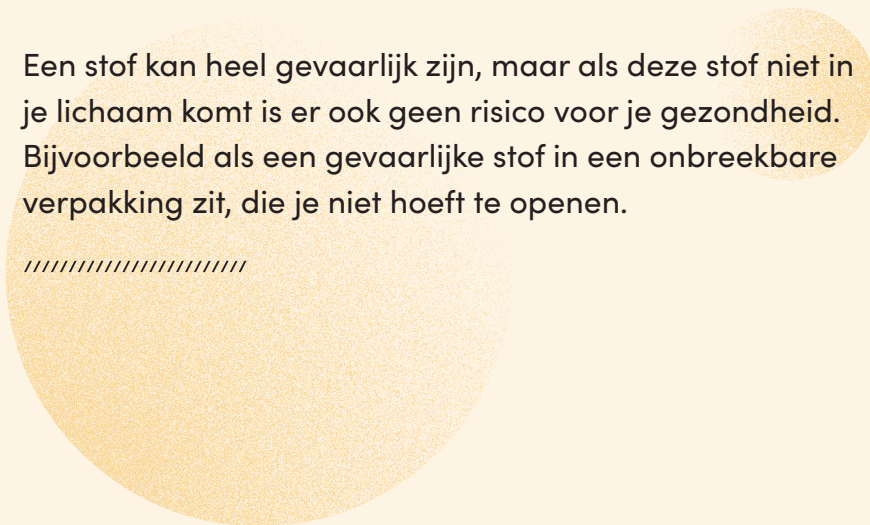 Een stof kan heel gevaarlijk zijn, maar als deze stof niet in
je lichaam komt is er ook geen risico voor je gezondheid.
Bijvoorbeeld als een gevaarlijke stof in een onbreekbare
verpakking zit, die je niet hoeft te openen.
/////////////////////////